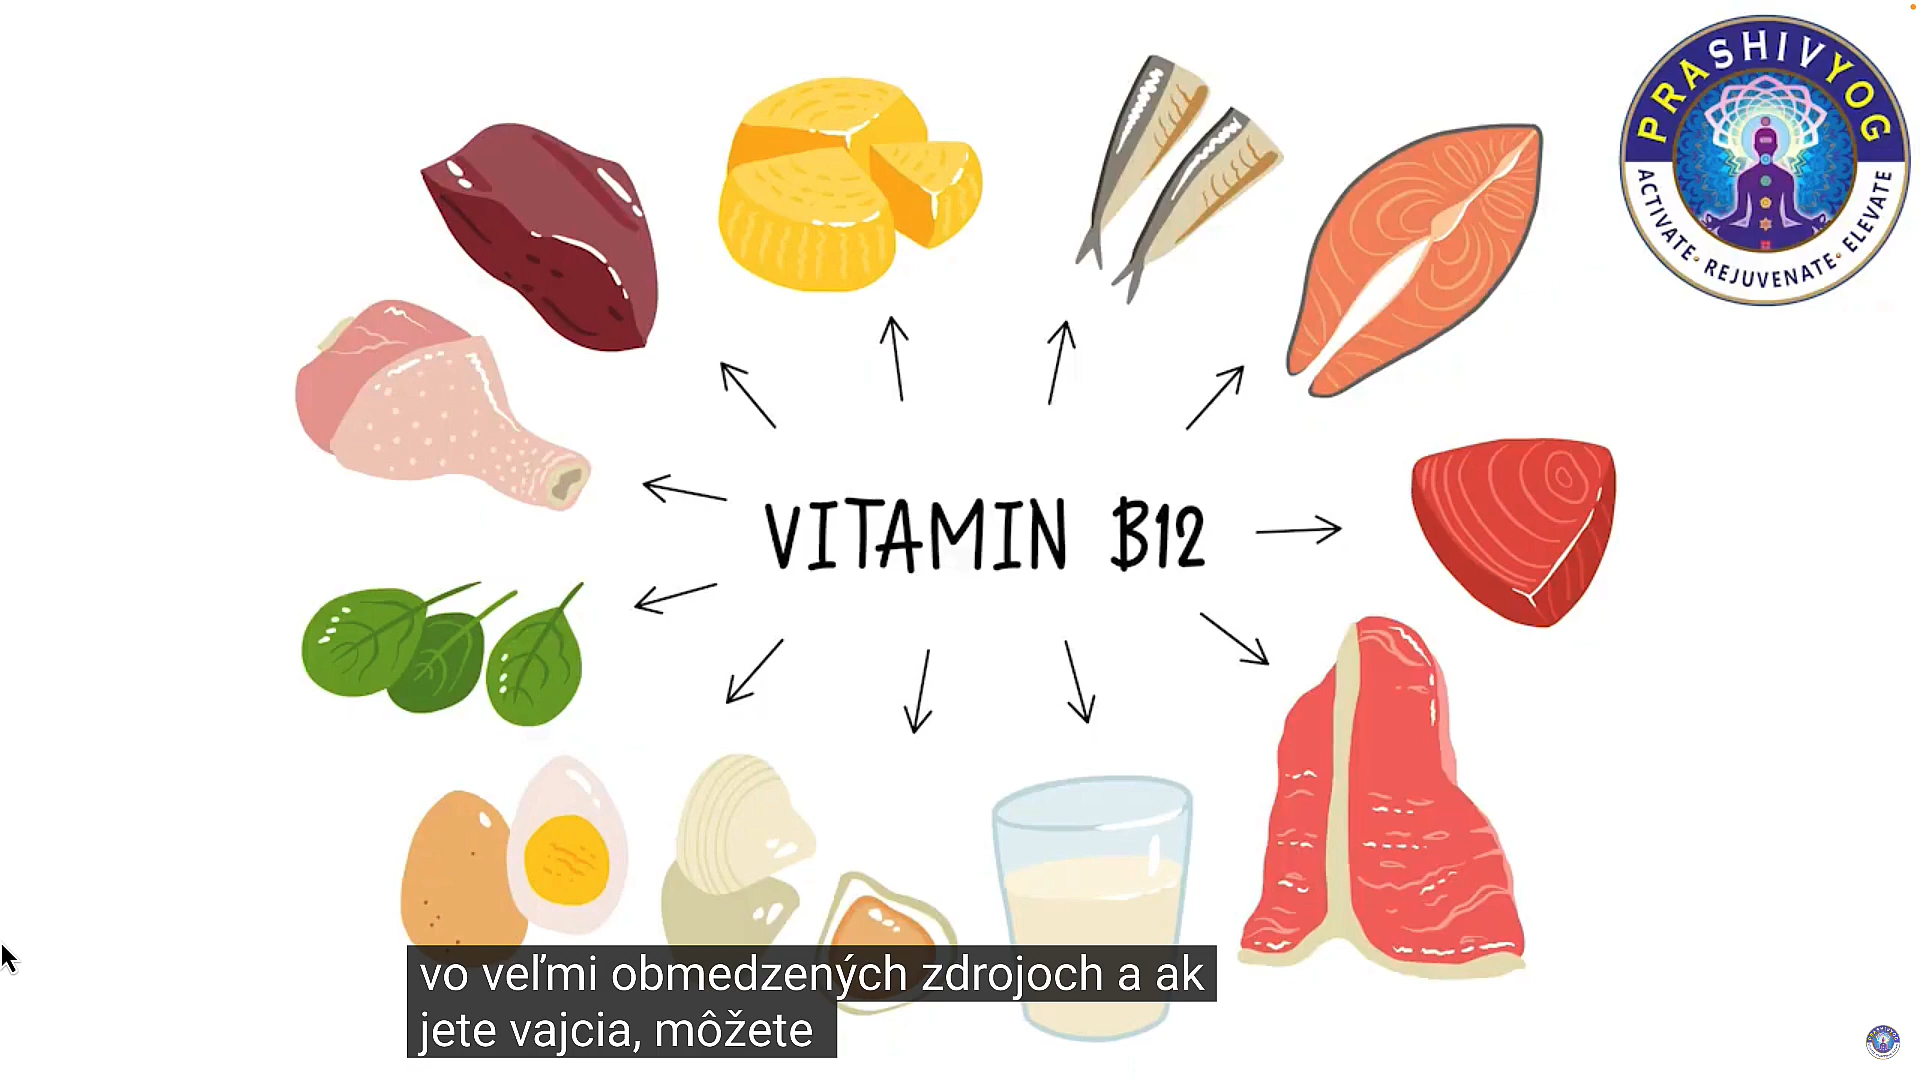 PRASHIVYOG
ACTIVATE• REJUVENATE• ELEVATE
VITAMIN B12
vo veľmi obmedzených zdrojoch a ak
jete vajcia, môžete